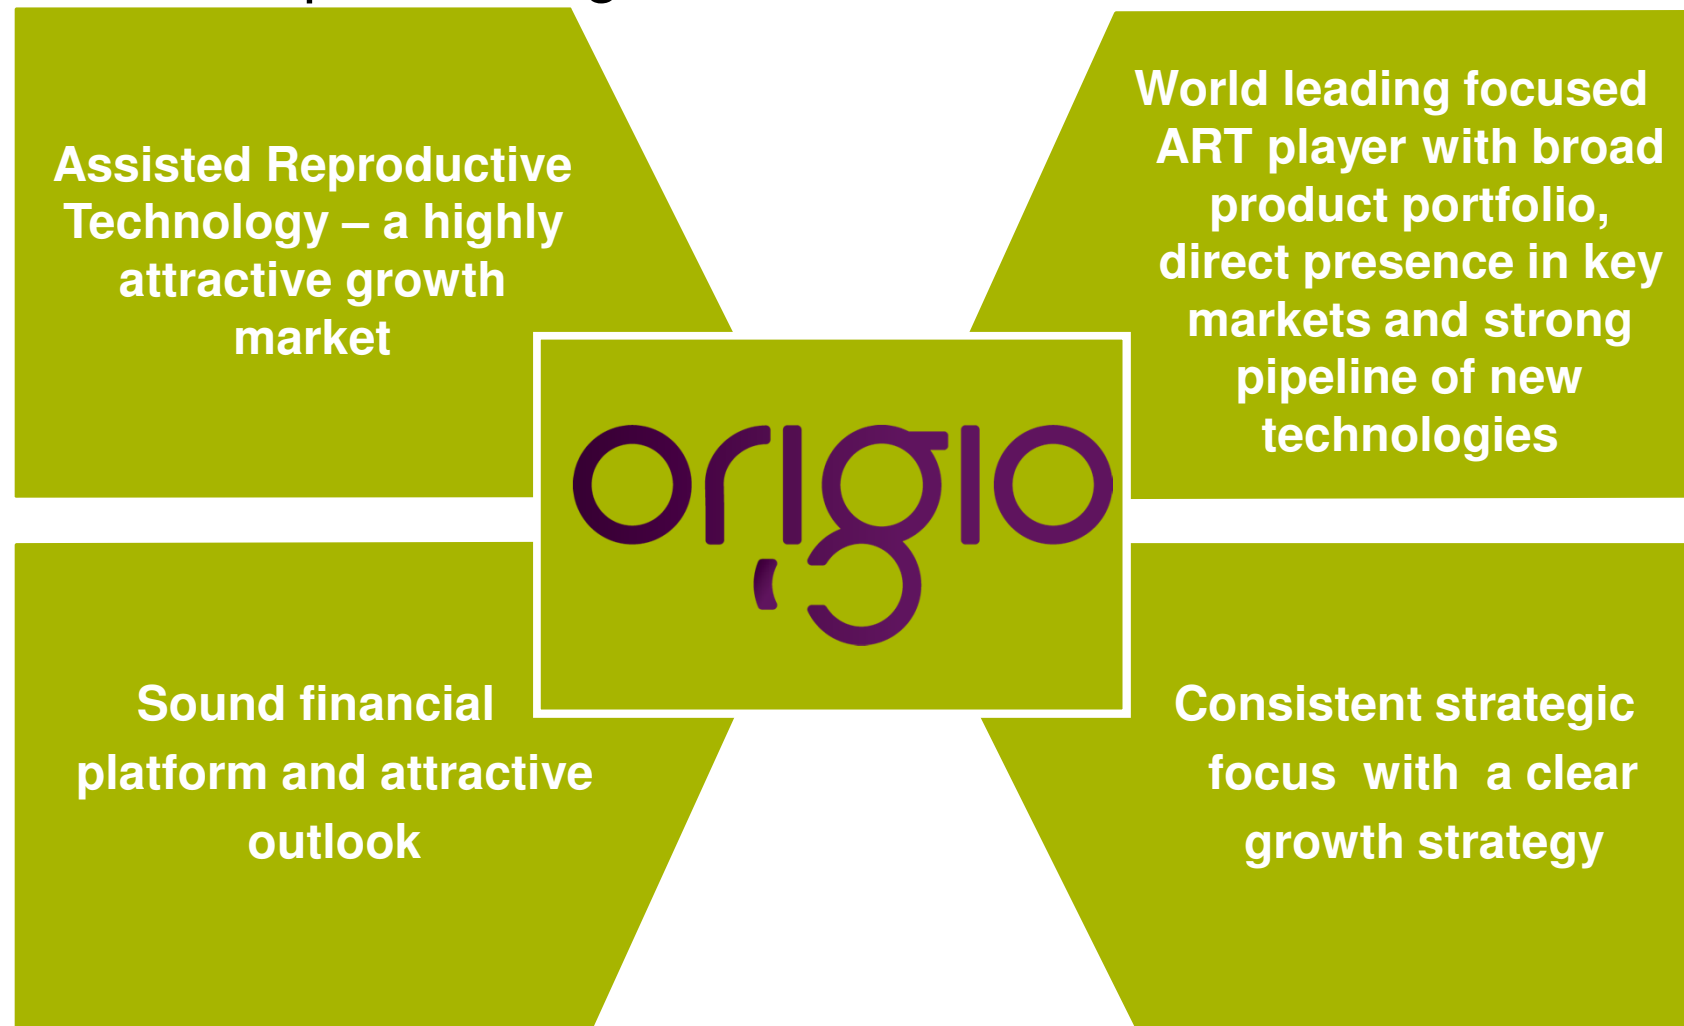 Assisted Reproductive
Technology – a highly
attractive growth
market
World leading focused
ART player with broad
product portfolio,
direct presence in key
markets and strong
pipeline of new
technologies
origio
Sound financial
platform and attractive
outlook
Consistent strategic
focus with a clear
growth strategy